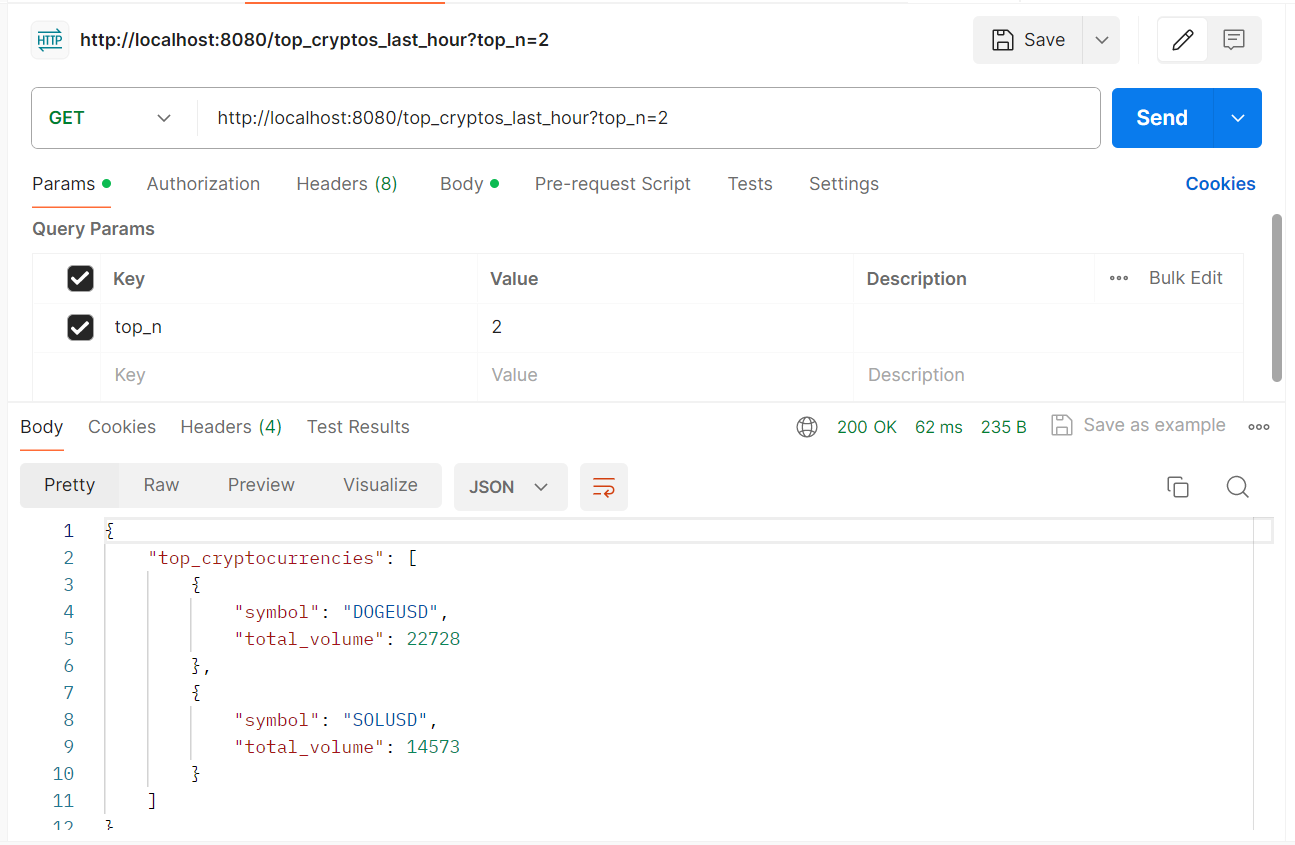 HTTP http://localhost:8080/top_cryptos_last_hour?top_n=2 Save
GET http://localhost:8080/top_cryptos_last_hour?top_n=2 Send
Params Authorization Headers (8) Body Pre-request Script Tests Settings Cookies
Query Params
Key Value Description Bulk Edit
top_n 2
Key Value Description
Body Cookies Headers (4) Test Results 200 OK 62 ms 235 B Save as example
Pretty Raw Preview Visualize JSON
1 {
2 "top_cryptocurrencies": [
3 {
4 "symbol": "DOGEUSD",
5 "total_volume": 22728
6 },
7 {
8 "symbol": "SOLUSD",
9 "total_volume": 14573
10 }
11 ]
12 }